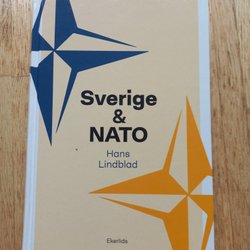 Sverige
&
NATO
Hans
Lindblad
Ekerlids